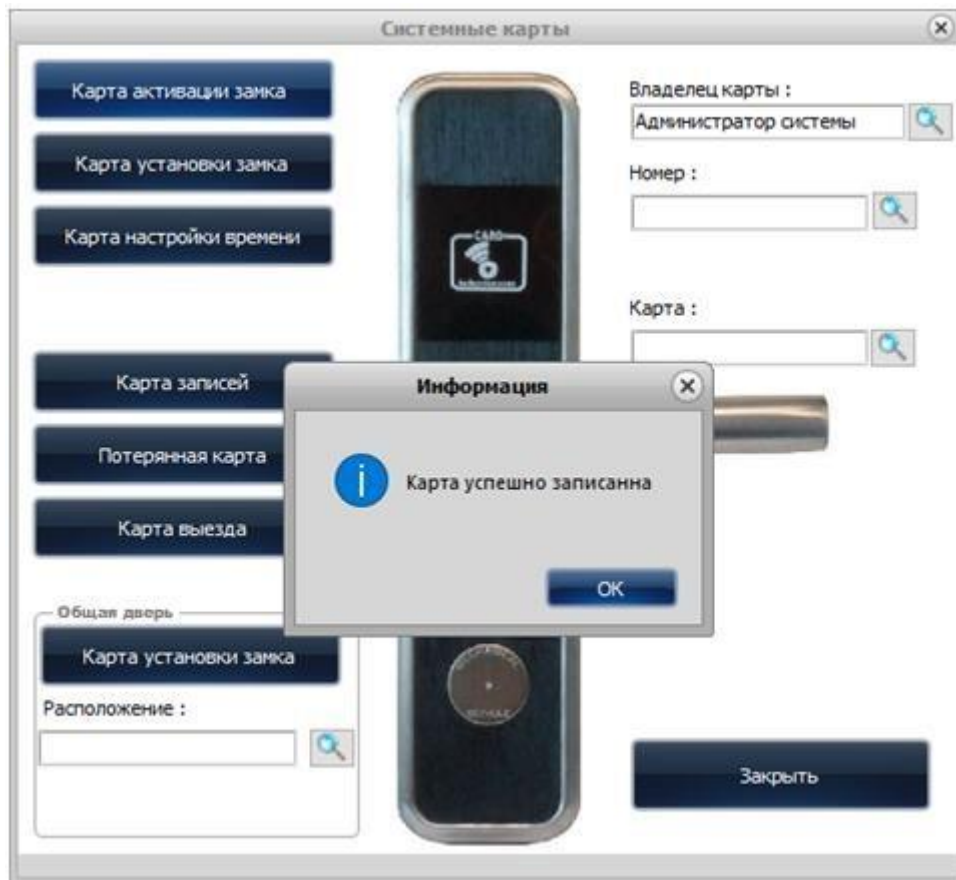 Системные карты
Карта активации замка
Карта установки замка
Карта настройки времени
Карта записей
Потерянная карта
Карта выезда
Общая дверь
Карта установки замка
Расположение :
CARD
Владелец карты :
Администратор системы
Номер :
Карта :
Информация
Карта успешно записанна
OK
Закрыть